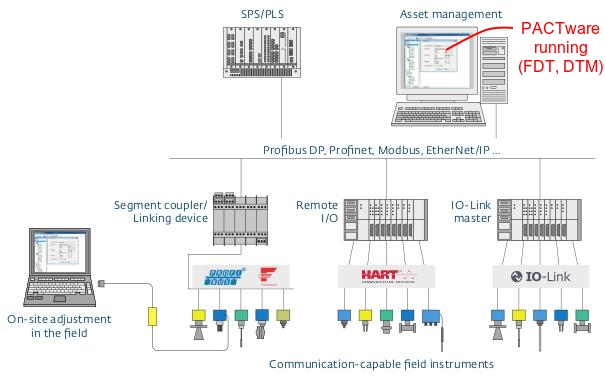 SPS/PLS
Asset management
PACTware
running
(FDT, DTM)
Profibus DP, Profinet, Modbus, EtherNet/IP ...
Segment coupler/
Linking device
Remote
I/O
IO-Link
master
PROFI
BUS
HART
COMMUNICATION PROTOCOL
IO-Link
On-site adjustment
in the field
Communication-capable field instruments